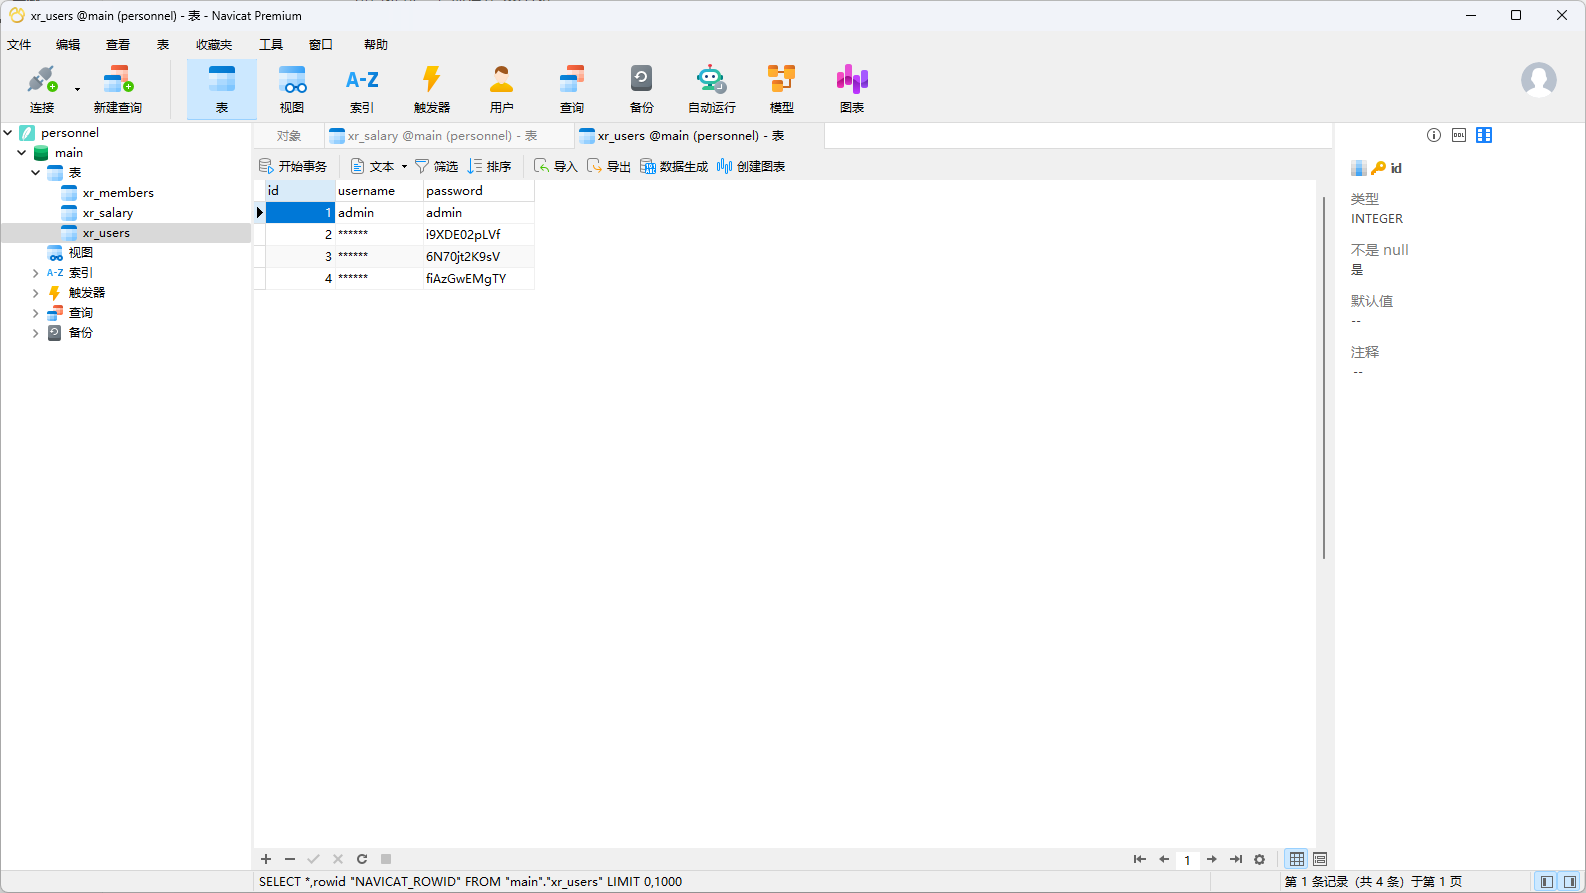 xr_users @main (personnel) - 表 - Navicat Premium
文件 编辑 查看 表 收藏夹 工具 窗口 帮助
连接 新建查询 表 视图 A-Z 索引 触发器 用户 查询 备份 自动运行 模型 图表
personnel
main
表
xr_members
xr_salary
xr_users
视图
A-Z 索引
触发器
查询
备份
对象 xr_salary @main (personnel) - 表 xr_users @main (personnel) - 表
开始事务 文本 筛选 排序 导入 导出 数据生成 创建图表
id username password
1 admin admin
2 ****** i9XDE02pLVf
3 ****** 6N70jt2K9sV
4 ****** fiAzGwEMgTY
DDL
id
类型
INTEGER
不是 null
是
默认值
--
注释
--
1
SELECT *,rowid "NAVICAT_ROWID" FROM "main"."xr_users" LIMIT 0,1000
第 1 条记录 (共 4 条) 于第 1 页